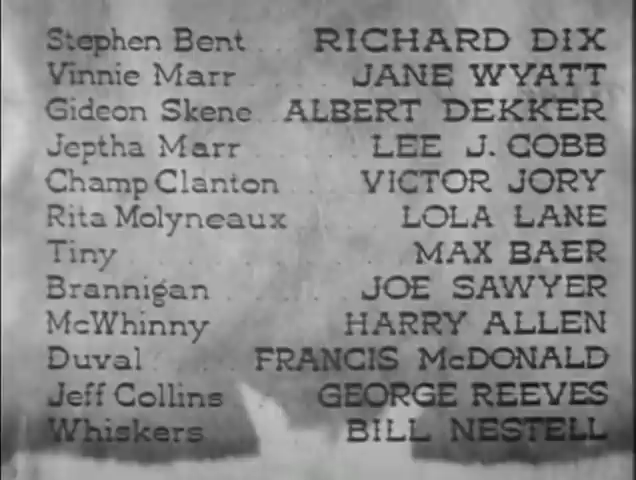 Stephen Bent RICHARD DIX
Vinnie Marr JANE WYATT
Gideon Skene ALBERT DEKKER
Jeptha Marr LEE J. COBB
Champ Clanton VICTOR JORY
Rita Molyneaux LOLA LANE
Tiny MAX BAER
Brannigan JOE SAWYER
McWhinny HARRY ALLEN
Duval FRANCIS McDONALD
Jeff Collins GEORGE REEVES
Whiskers BILL NESTELL